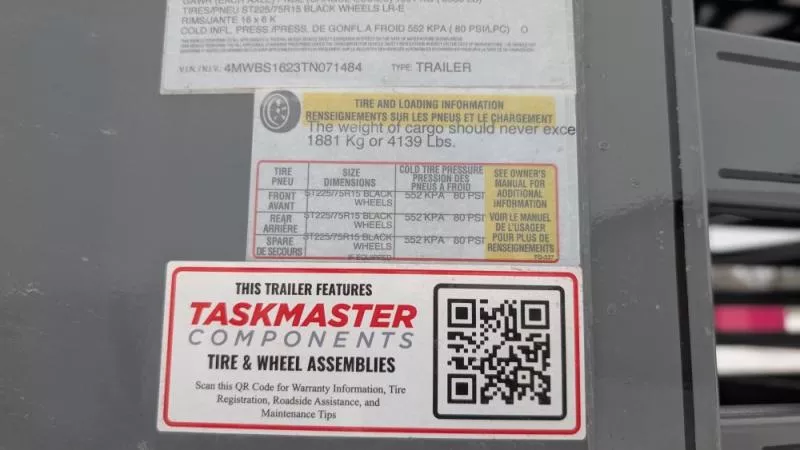 TIRES/PNEU ST225/75R15 BLACK WHEELS LR-E
RIMS/JANTE 16 x 6 K
COLD INFL. PRESS./PRESS. DE GONFL.A FROID 552 KPA ( 80 PSI/LPC) O
V.I.N./N.I.V. 4MWBS1623TN071484 TYPE: TRAILER
TIRE AND LOADING INFORMATION
RENSEIGNEMENTS SUR LES PNEUS ET LE CHARGEMENT
The weight of cargo should never exce
1881 Kg or 4139 Lbs.
TIRE PNEU SIZE DIMENSIONS COLD TIRE PRESSURE PRESSION DES PNEUS A FROID
FRONT AVANT ST225/75R15 BLACK WHEELS 552 KPA 80 PSI
REAR ARRIÈRE ST225/75R15 BLACK WHEELS 552 KPA 80 PSI
SPARE DE SECOURS ST225/75R15 BLACK WHEELS 552 KPA 80 PSI
IF EQUIPPED
SEE OWNER'S
MANUAL FOR
ADDITIONAL
INFORMATION
VOIR LE MANUEL
DE L'USAGER
POUR PLUS DE
RENSEIGNEMENTS
THIS TRAILER FEATURES
TASKMASTER
COMPONENTS
TIRE & WHEEL ASSEMBLIES
Scan this QR Code for Warranty Information, Tire
Registration, Roadside Assistance, and
Maintenance Tips